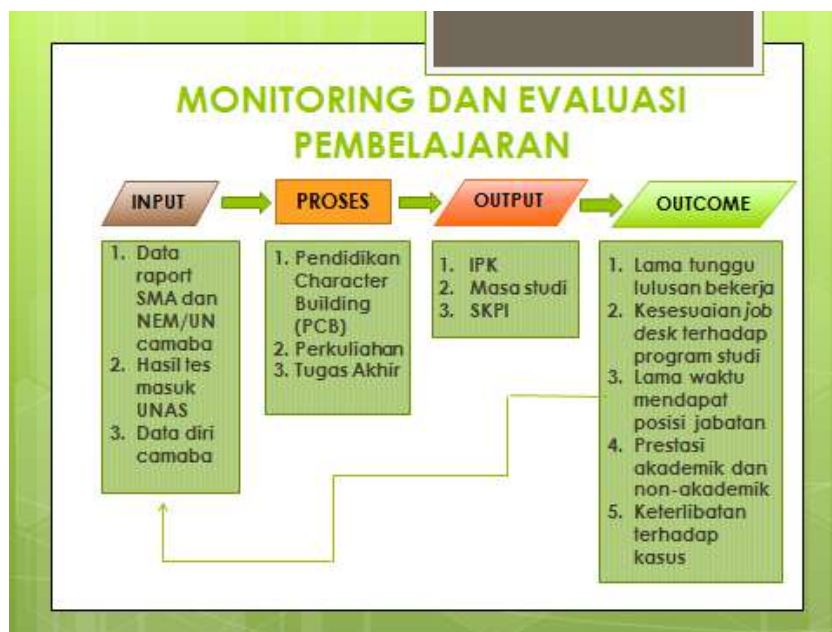 MONITORING DAN EVALUASI
PEMBELAJARAN
INPUT
PROSES
OUTPUT
OUTCOME
1. Data
raport
SMA dan
NEM/UN
camaba
2. Hasil tes
masuk
UNAS
3. Data diri
camaba
1. Pendidikan
Character
Building
(PCB)
2. Perkuliahan
3. Tugas Akhir
1. IPK
2. Masa studi
3. SKPI
1. Lama tunggu
lulusan bekerja
2. Kesesuaian job
desk terhadap
program studi
3. Lama waktu
mendapat
posisi jabatan
4. Prestasi
akademik dan
non-akademik
5. Keterlibatan
terhadap
kasus